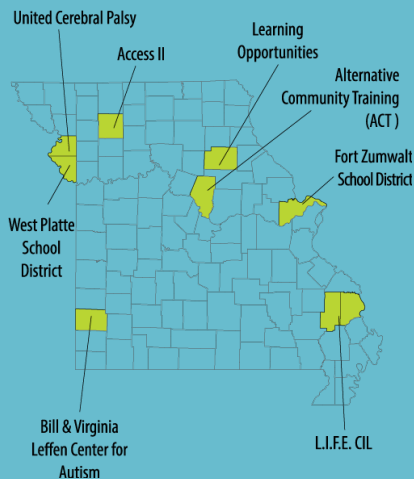 United Cerebral Palsy
Access II
Learning
Opportunities
Alternative
Community Training
(ACT )
Fort Zumwalt
School District
West Platte
School
District
Bill & Virginia
Leffen Center for
Autism
L.I.F.E. CIL